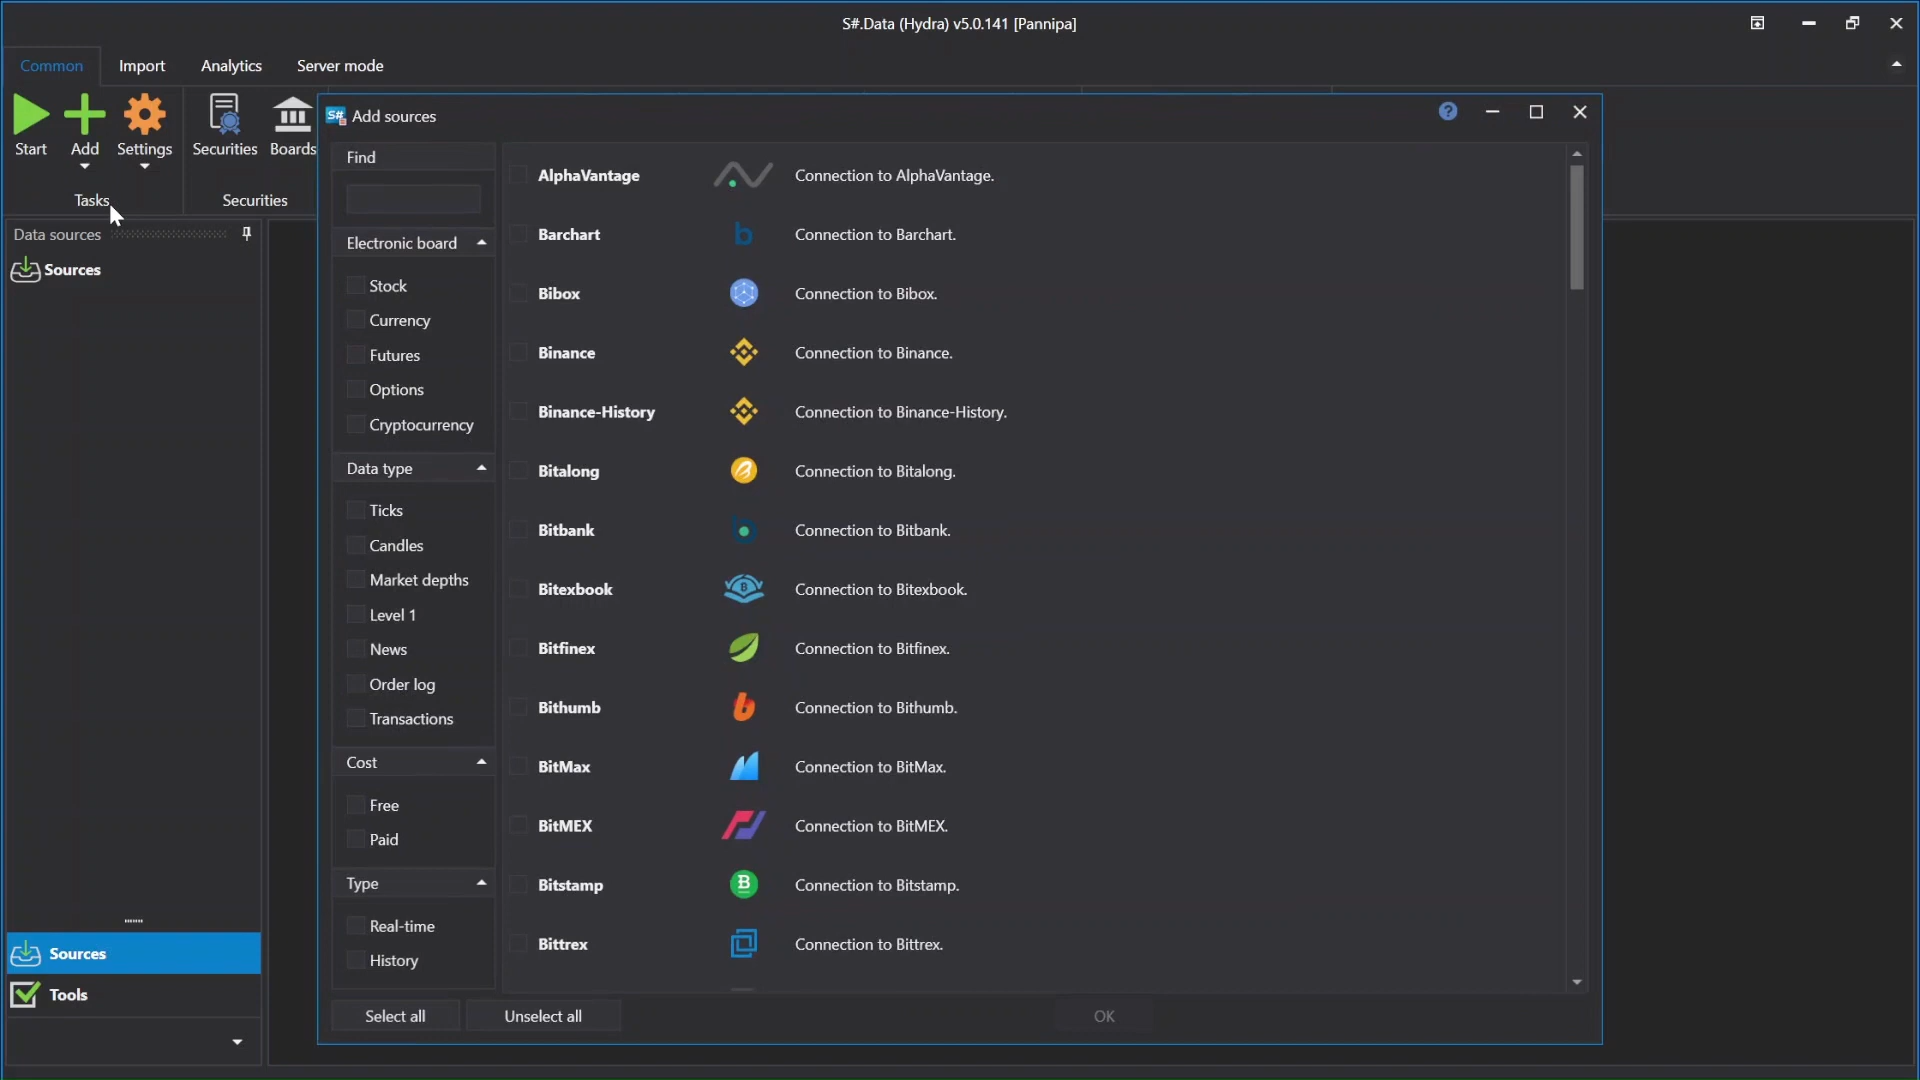 S#.Data (Hydra) v5.0.141 [Pannipa]
Common Import Analytics Server mode
Start Add Settings Securities Boards
Tasks Securities
Data sources
Sources
S# Add sources
Find
Electronic board
Stock
Currency
Futures
Options
Cryptocurrency
Data type
Ticks
Candles
Market depths
Level 1
News
Order log
Transactions
Cost
Free
Paid
Type
Real-time
History
AlphaVantage Connection to AlphaVantage.
Barchart Connection to Barchart.
Bibox Connection to Bibox.
Binance Connection to Binance.
Binance-History Connection to Binance-History.
Bitalong Connection to Bitalong.
Bitbank Connection to Bitbank.
Bitexbook Connection to Bitexbook.
Bitfinex Connection to Bitfinex.
Bithumb Connection to Bithumb.
BitMax Connection to BitMax.
BitMEX Connection to BitMEX.
Bitstamp Connection to Bitstamp.
Bittrex Connection to Bittrex.
Select all Unselect all OK
Sources
Tools